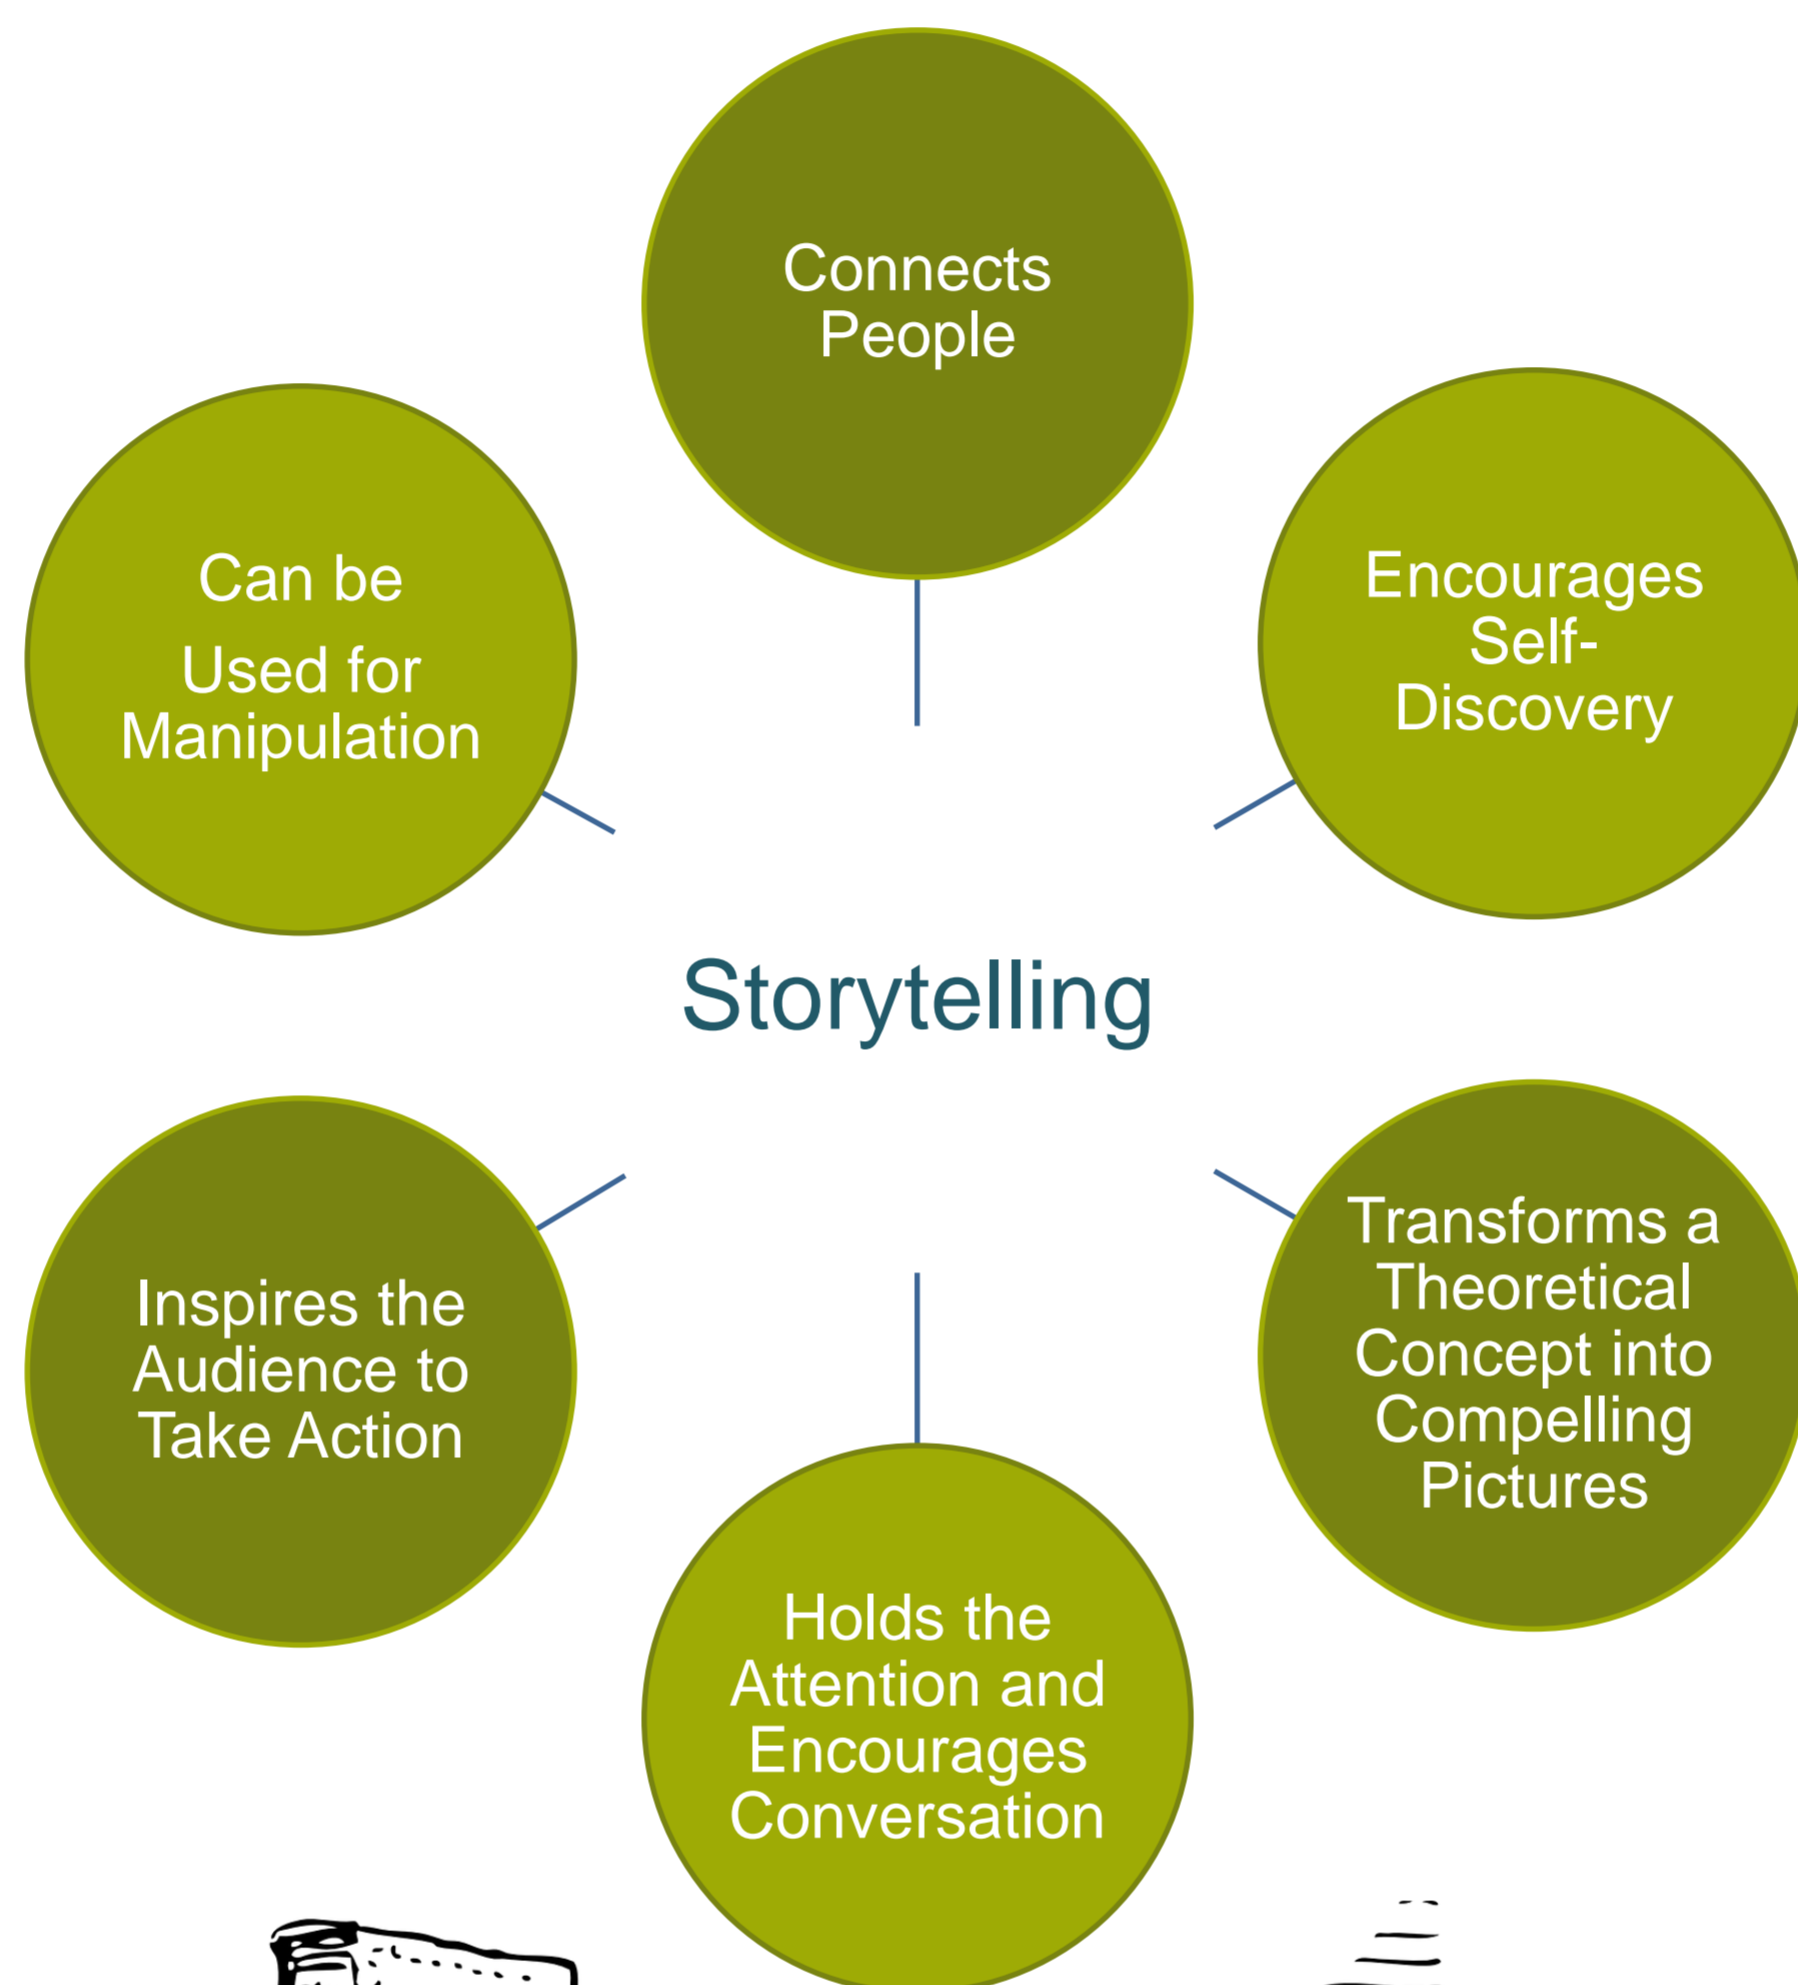 Connects
People
Encourages
Self-
Discovery
Transforms a
Theoretical
Concept into
Compelling
Pictures
Holds the
Attention and
Encourages
Conversation
Inspires the
Audience to
Take Action
Can be
Used for
Manipulation
Storytelling